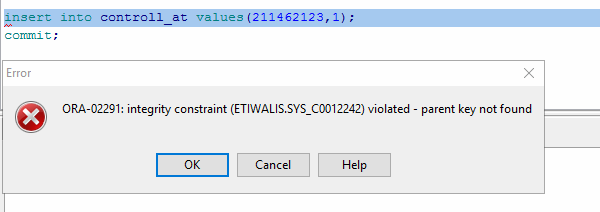 insert into controll_at values(211462123,1);
commit;
Error
ORA-02291: integrity constraint (ETIWALIS.SYS_C0012242) violated - parent key not found
OK Cancel Help